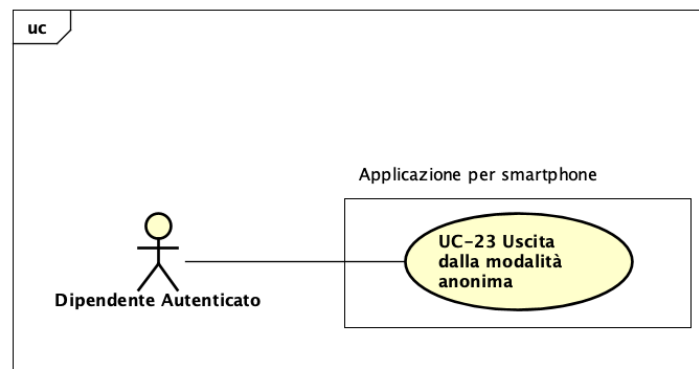 uc
Applicazione per smartphone
UC-23 Uscita
dalla modalità
anonima
Dipendente Autenticato